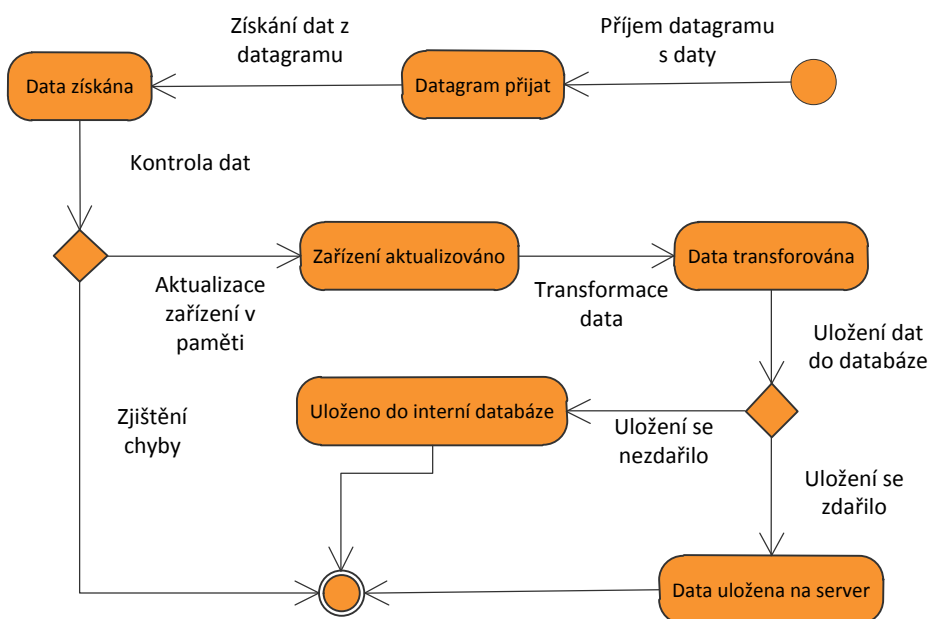 Získání dat z
datagramu
Příjem datagramu
s daty
Data získána
Datagram přijat
Kontrola dat
Zařízení aktualizováno
Data transforována
Aktualizace
zařízení v
paměti
Transformace
data
Uložení dat
do databáze
Uloženo do interní databáze
Zjištění
chyby
Uložení se
nezdařilo
Uložení se
zdařilo
Data uložena na server